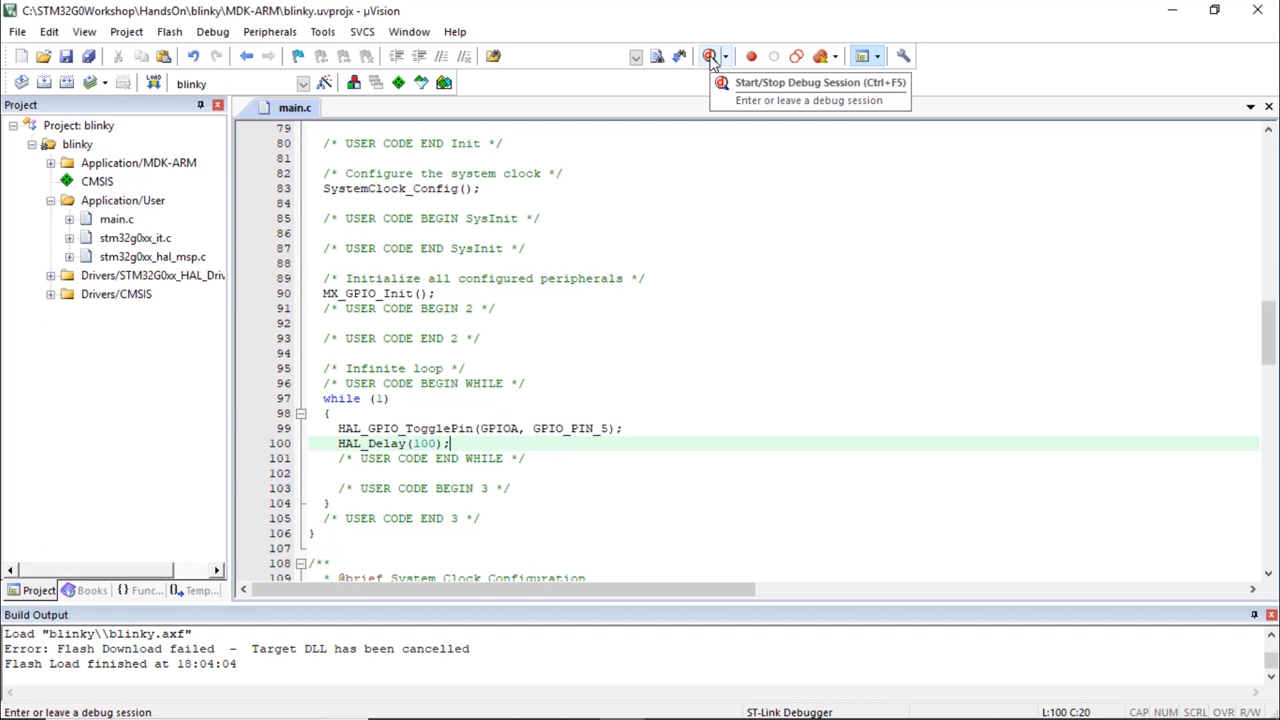 C:\STM32G0Workshop\HandsOn\blinky\MDK-ARM\blinky.uvprojx - µVision
File Edit View Project Flash Debug Peripherals Tools SVCS Window Help
LOAD blinky
Start/Stop Debug Session (Ctrl+F5)
Enter or leave a debug session
Project
Project: blinky
blinky
Application/MDK-ARM
CMSIS
Application/User
main.c
stm32g0xx_it.c
stm32g0xx_hal_msp.c
Drivers/STM32G0xx_HAL_Driv
Drivers/CMSIS
Project Books {} Func... Temp...
main.c
79
80 /* USER CODE END Init */
81
82 /* Configure the system clock */
83 SystemClock_Config();
84
85 /* USER CODE BEGIN SysInit */
86
87 /* USER CODE END SysInit */
88
89 /* Initialize all configured peripherals */
90 MX_GPIO_Init();
91 /* USER CODE BEGIN 2 */
92
93 /* USER CODE END 2 */
94
95 /* Infinite loop */
96 /* USER CODE BEGIN WHILE */
97 while (1)
98 {
99 HAL_GPIO_TogglePin(GPIOA, GPIO_PIN_5);
100 HAL_Delay(100);
101 /* USER CODE END WHILE */
102
103 /* USER CODE BEGIN 3 */
104 }
105 /* USER CODE END 3 */
106 }
107
108 /**
109 * @brief System Clock Configuration
Build Output
Load "blinky\\blinky.axf"
Error: Flash Download failed - Target DLL has been cancelled
Flash Load finished at 18:04:04
Enter or leave a debug session ST-Link Debugger L:100 C:20 CAP NUM SCRL OVR R/W